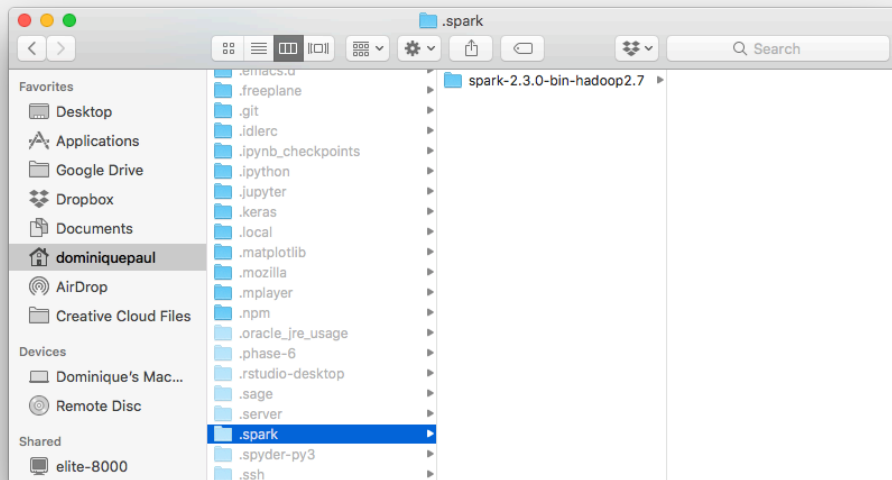 .spark
Search
Favorites
Desktop
Applications
Google Drive
Dropbox
Documents
dominiquepaul
AirDrop
Creative Cloud Files
Devices
Dominique's Mac...
Remote Disc
Shared
elite-8000
.emacs.d
.freeplane
.git
.idlerc
.ipynb_checkpoints
.ipython
.jupyter
.keras
.local
.matplotlib
.mozilla
.mplayer
.npm
.oracle_jre_usage
.phase-6
.rstudio-desktop
.sage
.server
.spark
.spyder-py3
.ssh
spark-2.3.0-bin-hadoop2.7